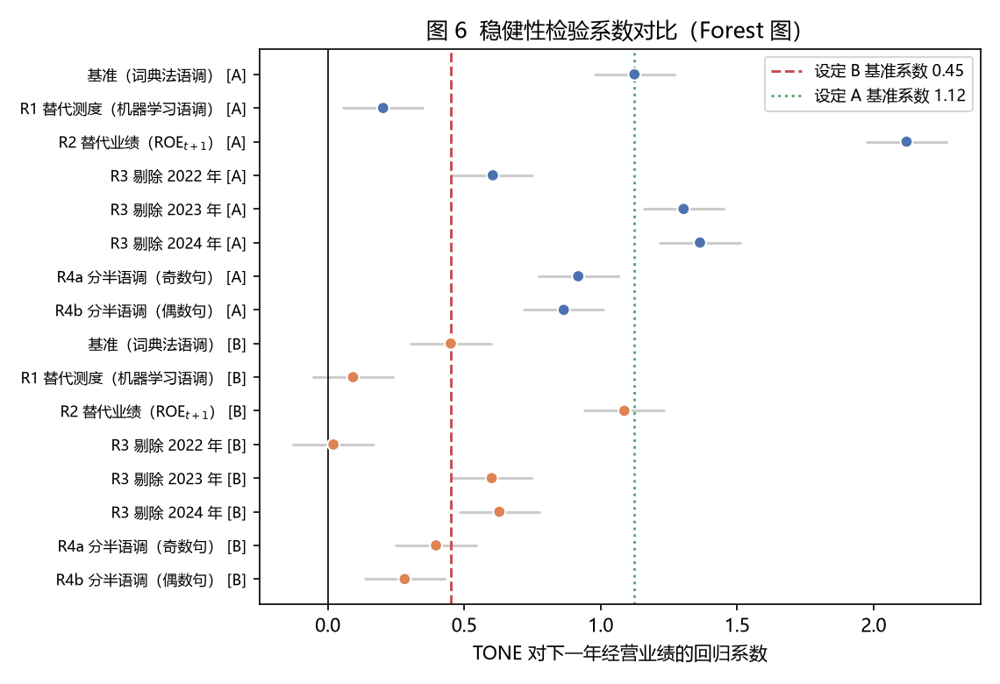 图 6 稳健性检验系数对比（Forest 图）
设定 B 基准系数 0.45
设定 A 基准系数 1.12
基准（词典法语调） [A]
R1 替代测度（机器学习语调） [A]
R2 替代业绩（ROEt+1） [A]
R3 剔除 2022 年 [A]
R3 剔除 2023 年 [A]
R3 剔除 2024 年 [A]
R4a 分半语调（奇数句） [A]
R4b 分半语调（偶数句） [A]
基准（词典法语调） [B]
R1 替代测度（机器学习语调） [B]
R2 替代业绩（ROEt+1） [B]
R3 剔除 2022 年 [B]
R3 剔除 2023 年 [B]
R3 剔除 2024 年 [B]
R4a 分半语调（奇数句） [B]
R4b 分半语调（偶数句） [B]
0.0 0.5 1.0 1.5 2.0
TONE 对下一年经营业绩的回归系数